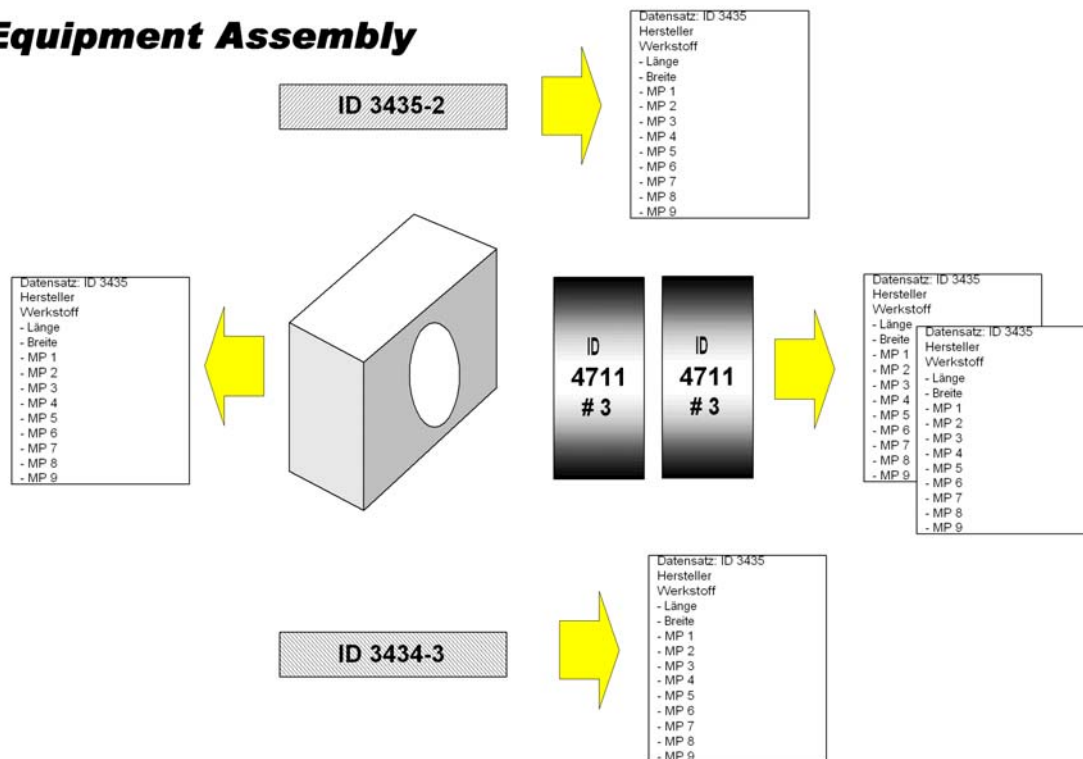 Equipment Assembly
ID 3435-2
Datensatz: ID 3435
Hersteller
Werkstoff
- Länge
- Breite
- MP 1
- MP 2
- MP 3
- MP 4
- MP 5
- MP 6
- MP 7
- MP 8
- MP 9
Datensatz: ID 3435
Hersteller
Werkstoff
- Länge
- Breite
- MP 1
- MP 2
- MP 3
- MP 4
- MP 5
- MP 6
- MP 7
- MP 8
- MP 9
ID
4711
# 3
ID
4711
# 3
Datensatz: ID 3435
Hersteller
Werkstoff
- Länge
- Breite
- MP 1
- MP 2
- MP 3
- MP 4
- MP 5
- MP 6
- MP 7
- MP 8
- MP 9
Datensatz: ID 3435
Hersteller
Werkstoff
- Länge
- Breite
- MP 1
- MP 2
- MP 3
- MP 4
- MP 5
- MP 6
- MP 7
- MP 8
- MP 9
ID 3434-3
Datensatz: ID 3435
Hersteller
Werkstoff
- Länge
- Breite
- MP 1
- MP 2
- MP 3
- MP 4
- MP 5
- MP 6
- MP 7
- MP 8
- MP 9